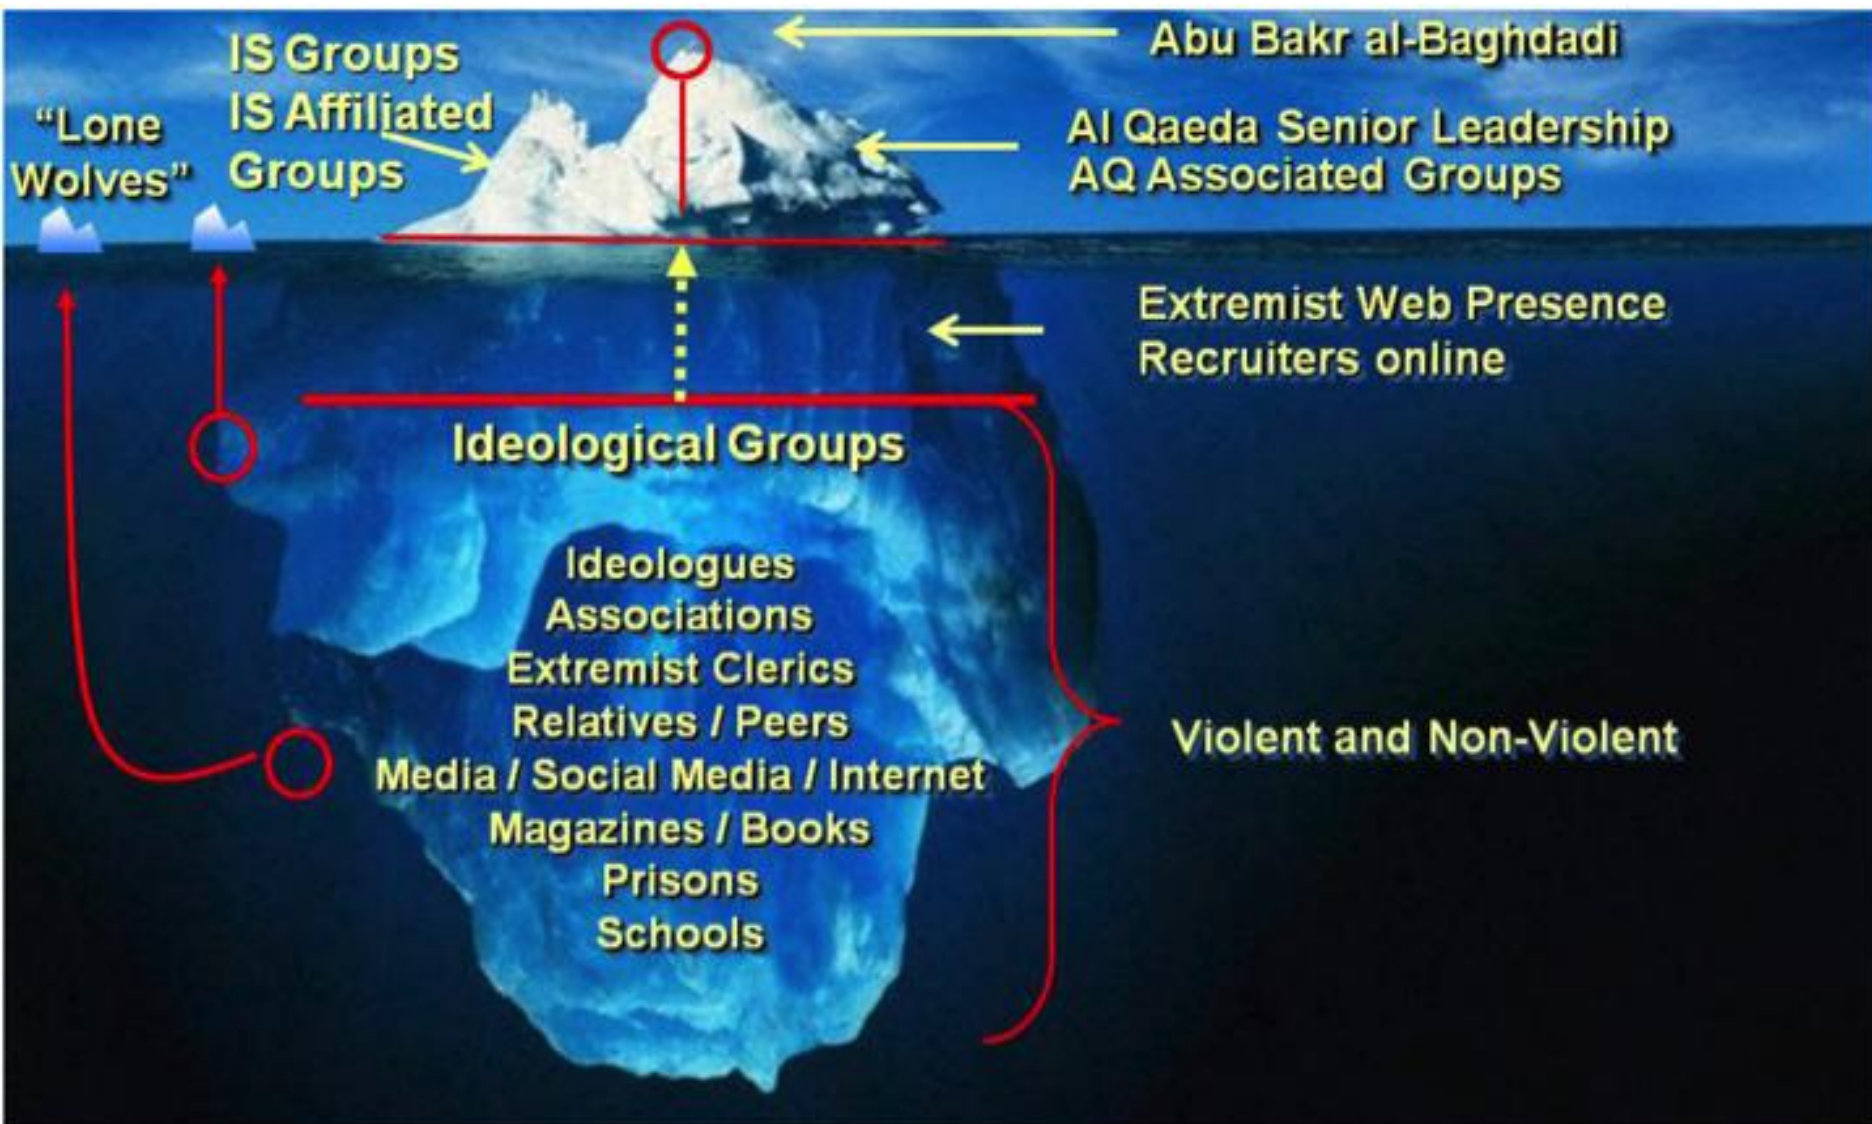 IS Groups
IS Affiliated
Groups
“Lone
Wolves”
Abu Bakr al-Baghdadi
Al Qaeda Senior Leadership
AQ Associated Groups
Extremist Web Presence
Recruiters online
Ideological Groups
Ideologues
Associations
Extremist Clerics
Relatives / Peers
Media / Social Media / Internet
Magazines / Books
Prisons
Schools
Violent and Non-Violent